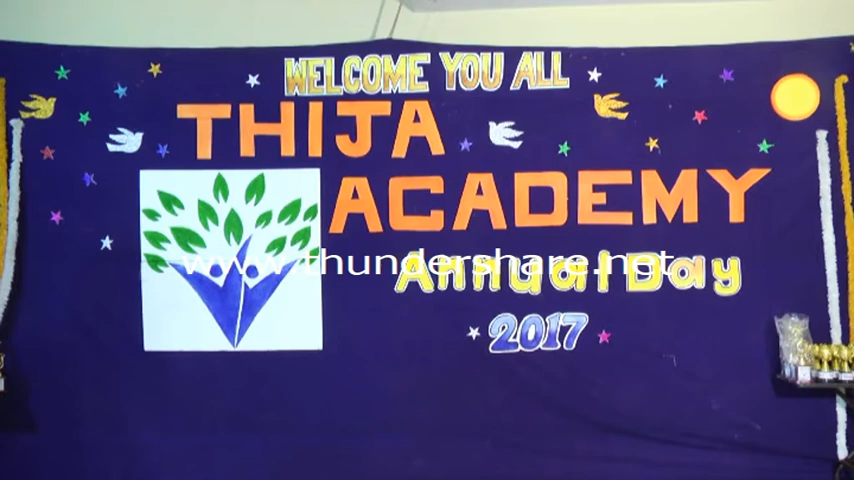 WELCOME YOU ALL
THIJA
ACADEMY
www.thundershare.net
Annual Day
2017